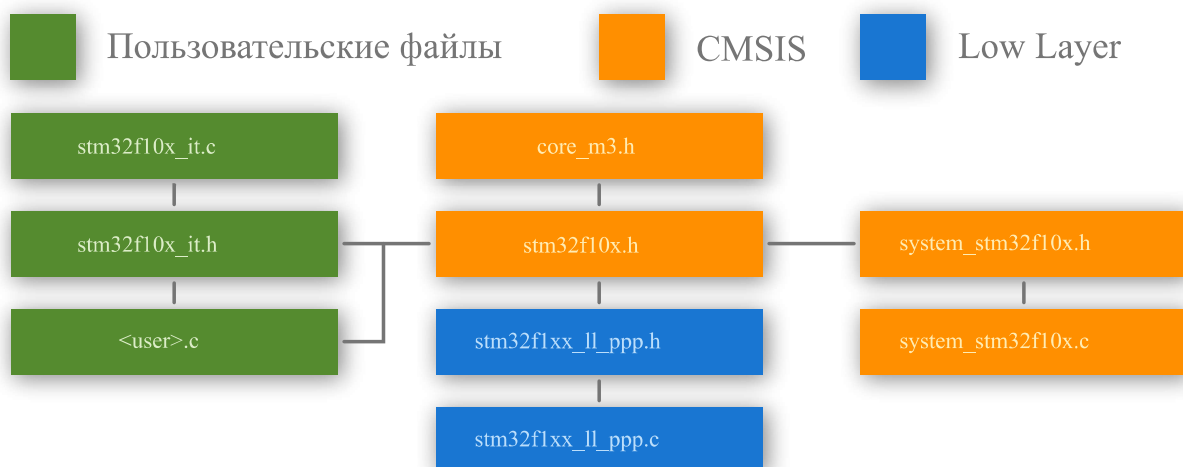 Пользовательские файлы
CMSIS
Low Layer
stm32f10x_it.c
core_m3.h
stm32f10x_it.h
stm32f10x.h
system_stm32f10x.h
<user>.c
stm32f1xx_ll_ppp.h
system_stm32f10x.c
stm32f1xx_ll_ppp.c